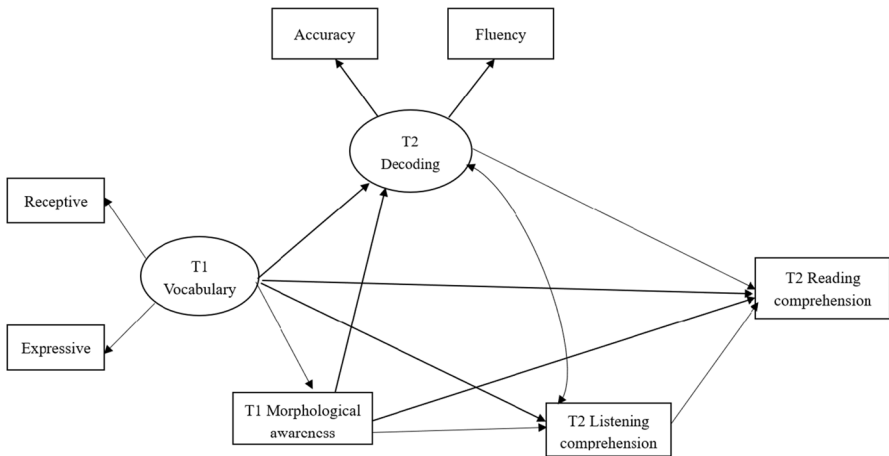 Accuracy
Fluency
T2
Decoding
Receptive
T1
Vocabulary
Expressive
T2 Reading
comprehension
T1 Morphological
awareness
T2 Listening
comprehension